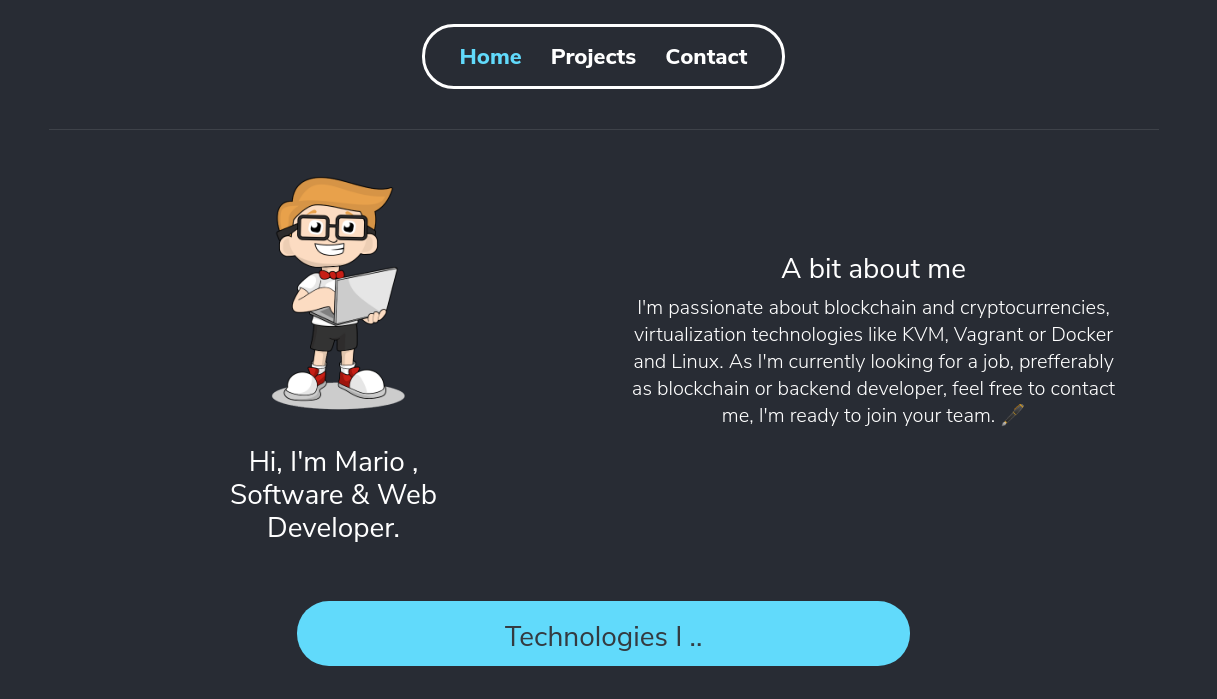 Home Projects Contact
A bit about me
I'm passionate about blockchain and cryptocurrencies,
virtualization technologies like KVM, Vagrant or Docker
and Linux. As I'm currently looking for a job, prefferably
as blockchain or backend developer, feel free to contact
me, I'm ready to join your team. 🖋️
Hi, I'm Mario ,
Software & Web
Developer.
Technologies I ..